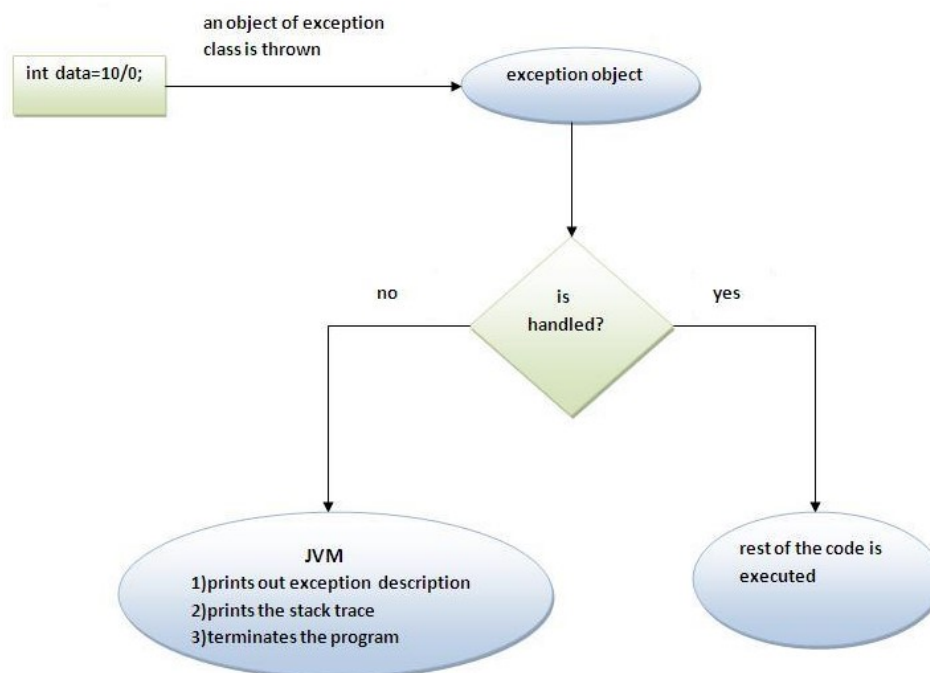 an object of exception
class is thrown
int data=10/0;
exception object
is
handled?
no
yes
JVM
1)prints out exception description
2)prints the stack trace
3)terminates the program
rest of the code is
executed